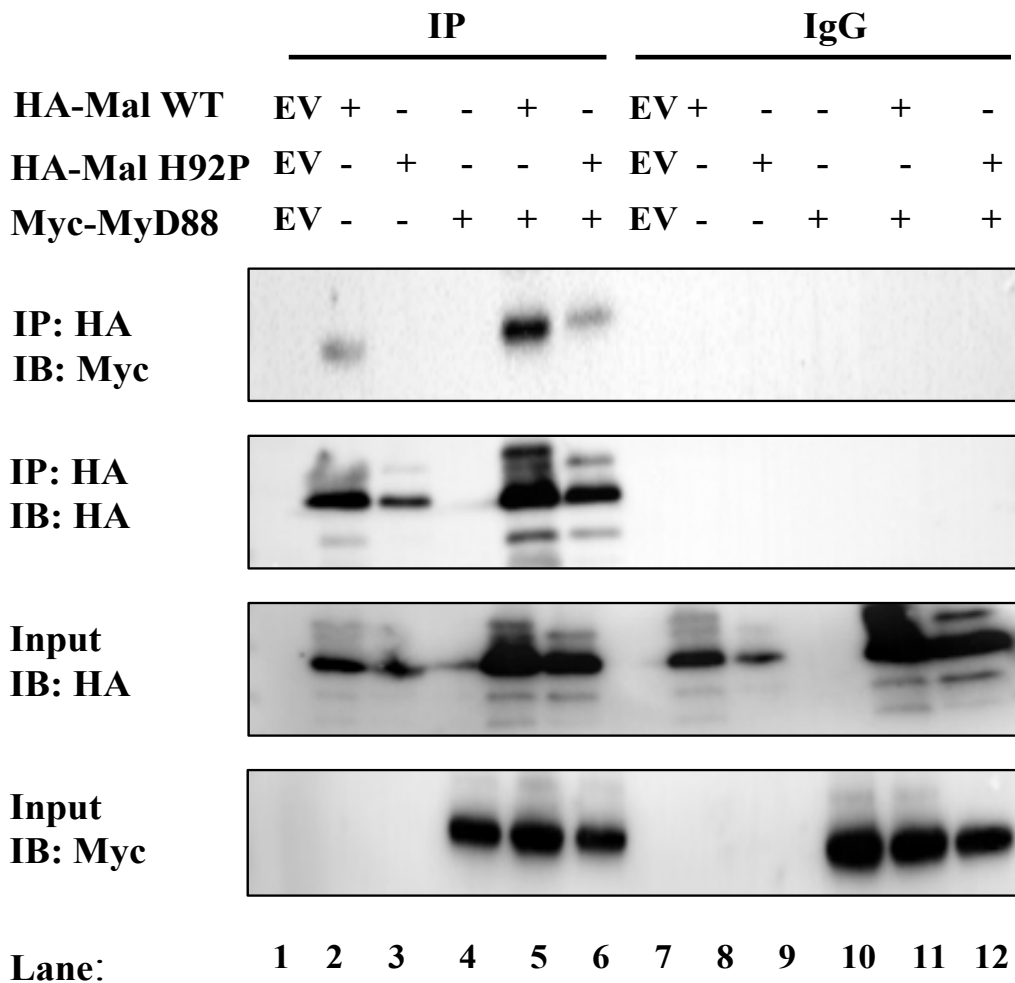 IP IgG
HA-Mal WT EV + - - + - EV + - - + -
HA-Mal H92P EV - + - - + EV - + - - +
Myc-MyD88 EV - - + + + EV - - + + +
IP: HA
IB: Myc
IP: HA
IB: HA
Input
IB: HA
Input
IB: Myc
Lane: 1 2 3 4 5 6 7 8 9 10 11 12